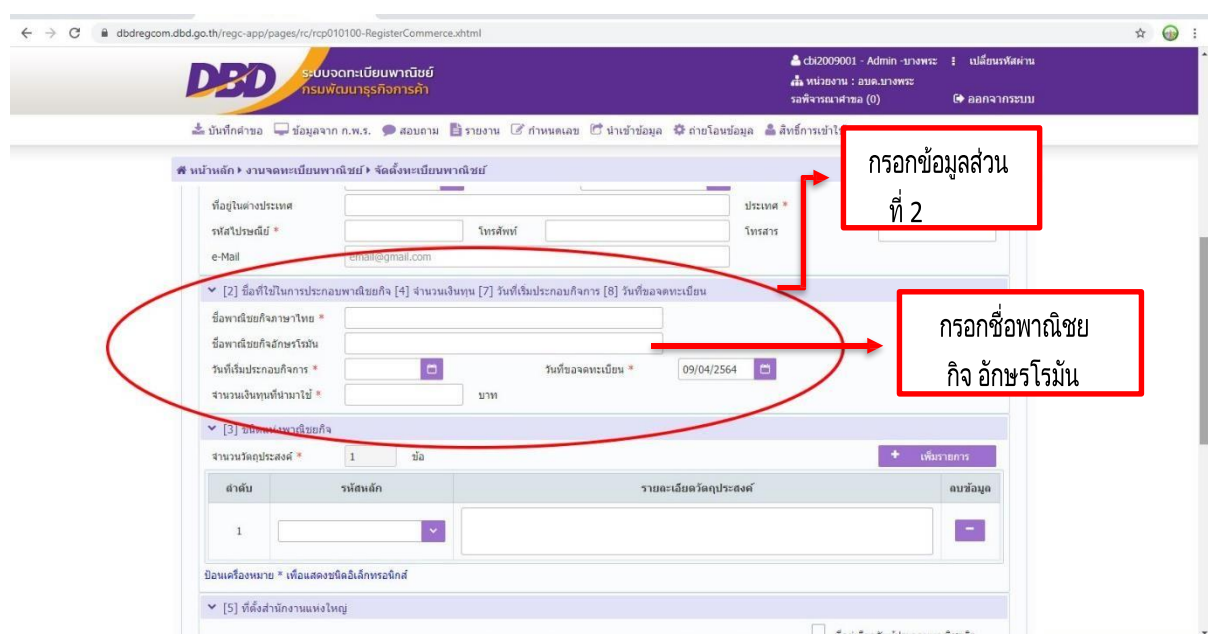 dbdregcom.dbd.go.th/regc-app/pages/rc/rcp010100-RegisterCommerce.xhtml
DBD ระบบจดทะเบียนพาณิชย์
กรมพัฒนาธุรกิจการค้า
cbi2009001 - Admin -บางพระ เปลี่ยนรหัสผ่าน
หน่วยงาน : อบต.บางพระ
รอพิจารณาสาขา (0) ออกจากระบบ
บันทึกคำขอ ข้อมูลจาก ก.พ.ร. สอบถาม รายงาน กำหนดเลข นำเข้าข้อมูล ถ่ายโอนข้อมูล
หน้าหลัก งานจดทะเบียนพาณิชย์ จัดตั้งทะเบียนพาณิชย์
กรอกข้อมูลส่วน
ที่ 2
ที่อยู่ในต่างประเทศ ประเทศ *
รหัสไปรษณีย์ * โทรศัพท์ โทรสาร
e-Mail email@gmail.com
[2] ชื่อที่ใช้ในการประกอบพาณิชยกิจ [4] จำนวนเงินทุน [7] วันที่เริ่มประกอบกิจการ [8] วันที่ขอจดทะเบียน
ชื่อพาณิชยกิจภาษาไทย *
ชื่อพาณิชยกิจอักษรโรมัน
กรอกชื่อพาณิชย
กิจ อักษรโรมัน
วันที่เริ่มประกอบกิจการ * วันที่ขอจดทะเบียน * 09/04/2564
จำนวนเงินทุนที่นำมาใช้ * บาท
[3] ชนิดแห่งพาณิชยกิจ
จำนวนวัตถุประสงค์ * 1 ข้อ + เพิ่มรายการ
ลำดับ รหัสหลัก รายละเอียดวัตถุประสงค์ ลบข้อมูล
1
ป้อนเครื่องหมาย * เพื่อแสดงชนิดอิเล็กทรอนิกส์
[5] ที่ตั้งสำนักงานแห่งใหญ่